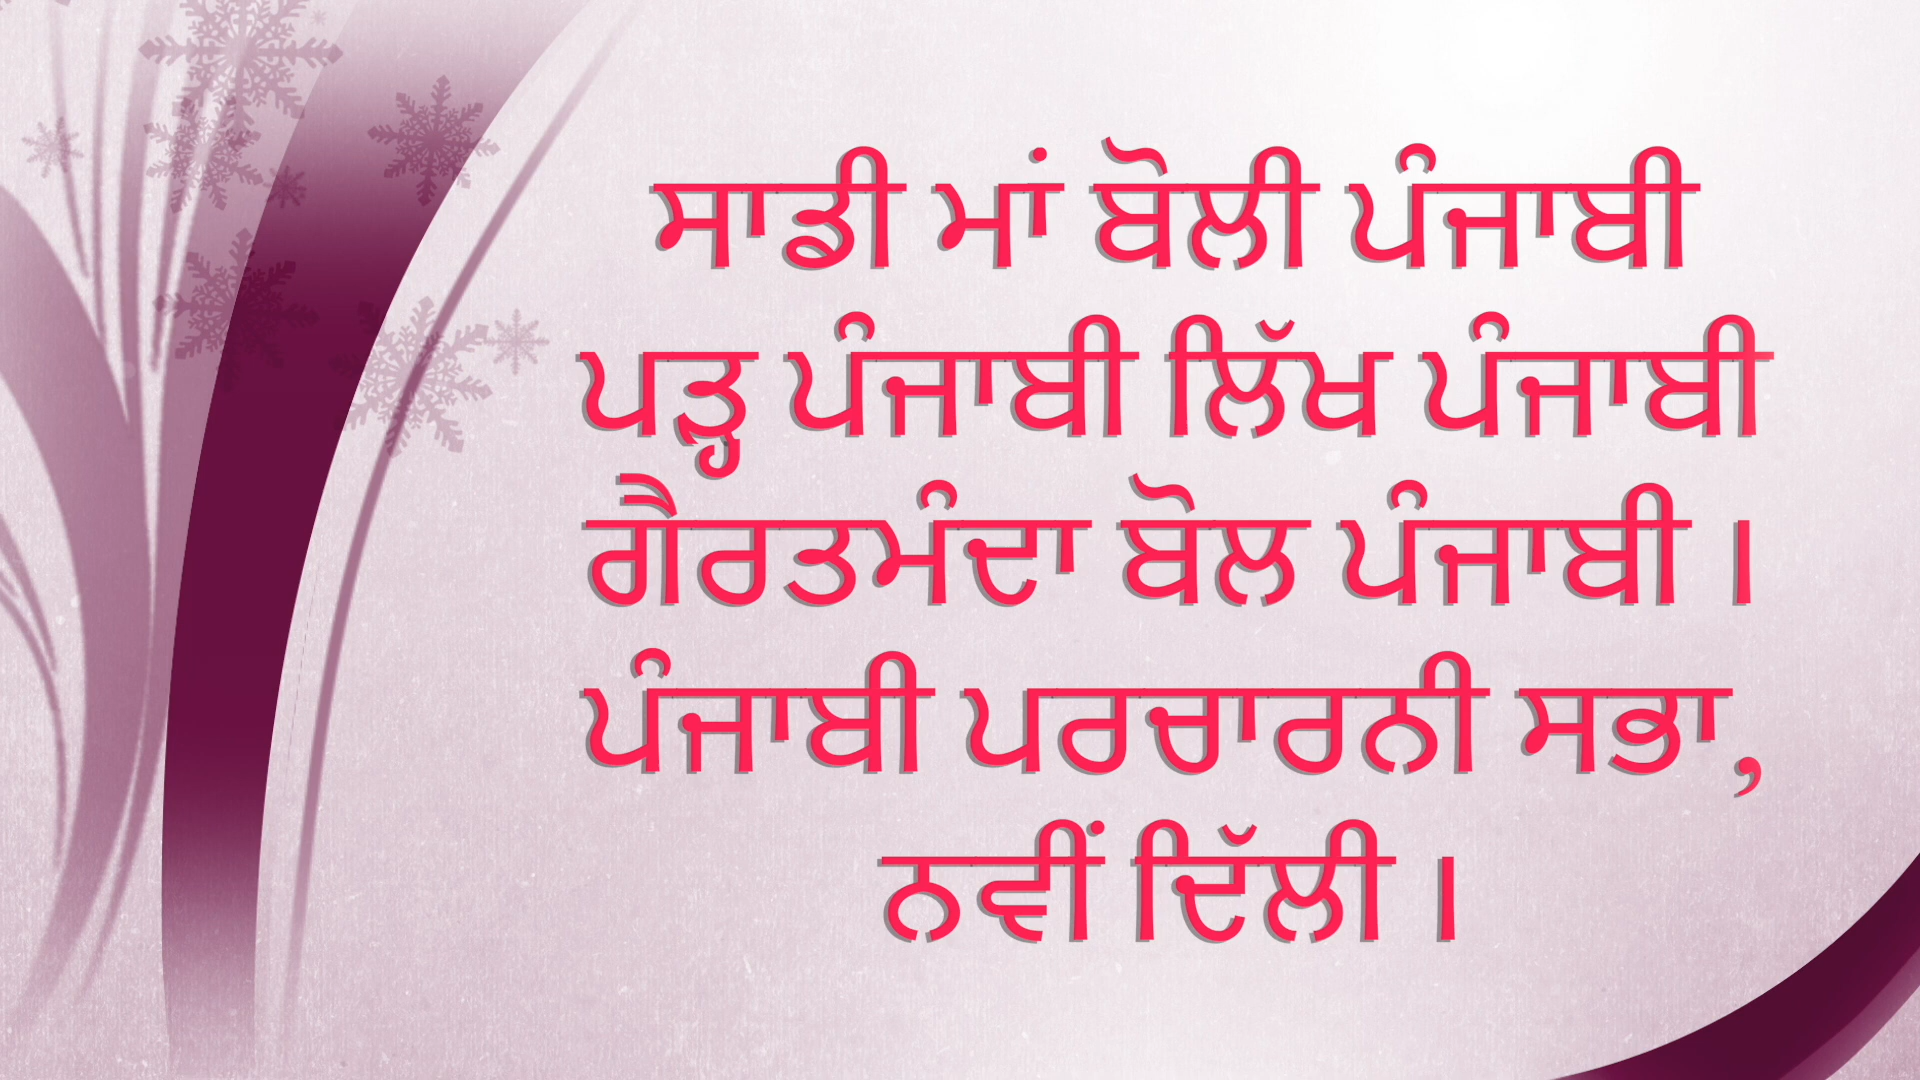 ਸਾਡੀ ਮਾਂ ਬੋਲੀ ਪੰਜਾਬੀ
ਪੜ੍ਹ ਪੰਜਾਬੀ ਲਿੱਖ ਪੰਜਾਬੀ
ਗੈਰਤਮੰਦਾ ਬੋਲ ਪੰਜਾਬੀ ।
ਪੰਜਾਬੀ ਪਰਚਾਰਨੀ ਸਭਾ,
ਨਵੀਂ ਦਿੱਲੀ ।